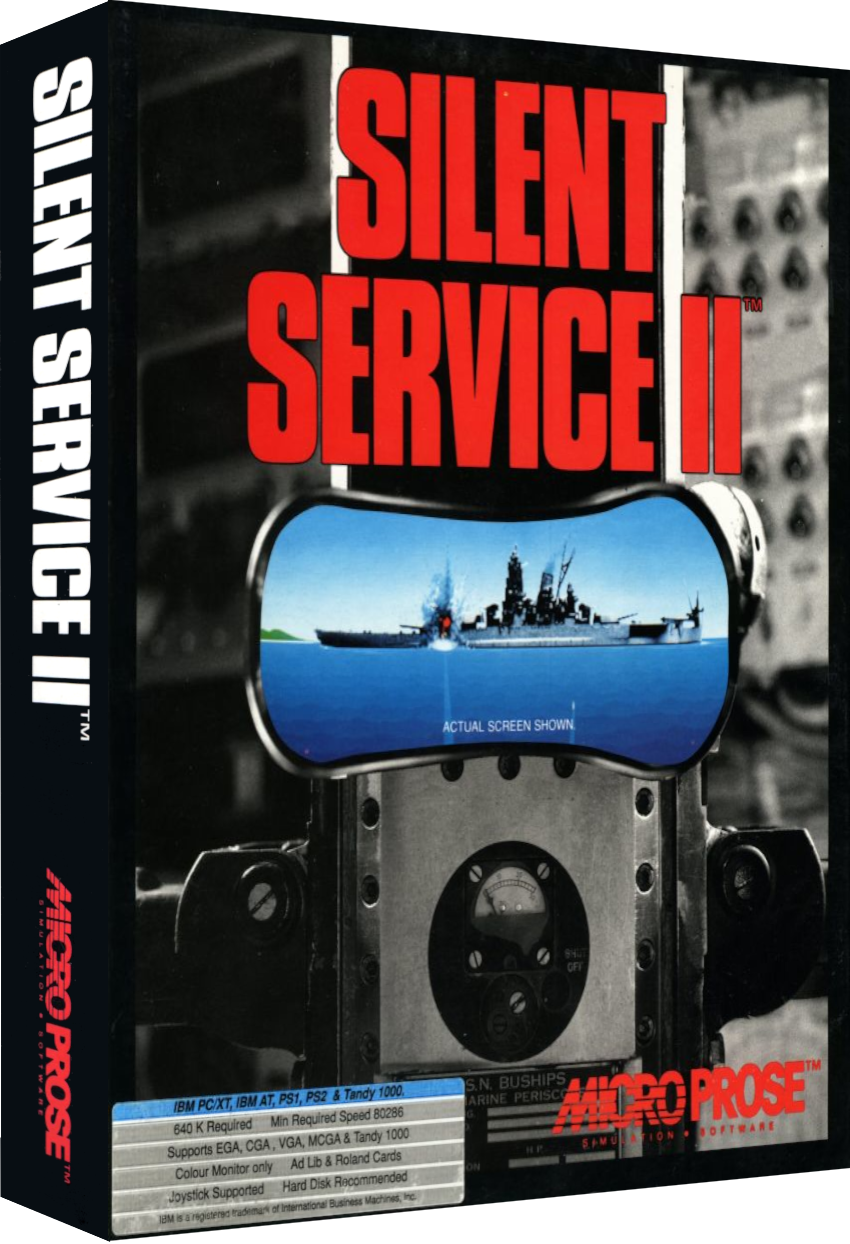 SILENT SERVICE II™
MICRO PROSE™
SIMULATION • SOFTWARE
SILENT
SERVICE II™
ACTUAL SCREEN SHOWN
OFF
S.N. BUSHIPS
MICRO PROSE™
SIMULATION • SOFTWARE
H.P.
IBM PC/XT, IBM AT, PS1, PS2 & Tandy 1000.
640 K Required Min Required Speed 80286
Supports EGA, CGA, VGA, MCGA & Tandy 1000
Colour Monitor only Ad Lib & Roland Cards
Joystick Supported Hard Disk Recommended
IBM is a registered trademark of International Business Machines, Inc.